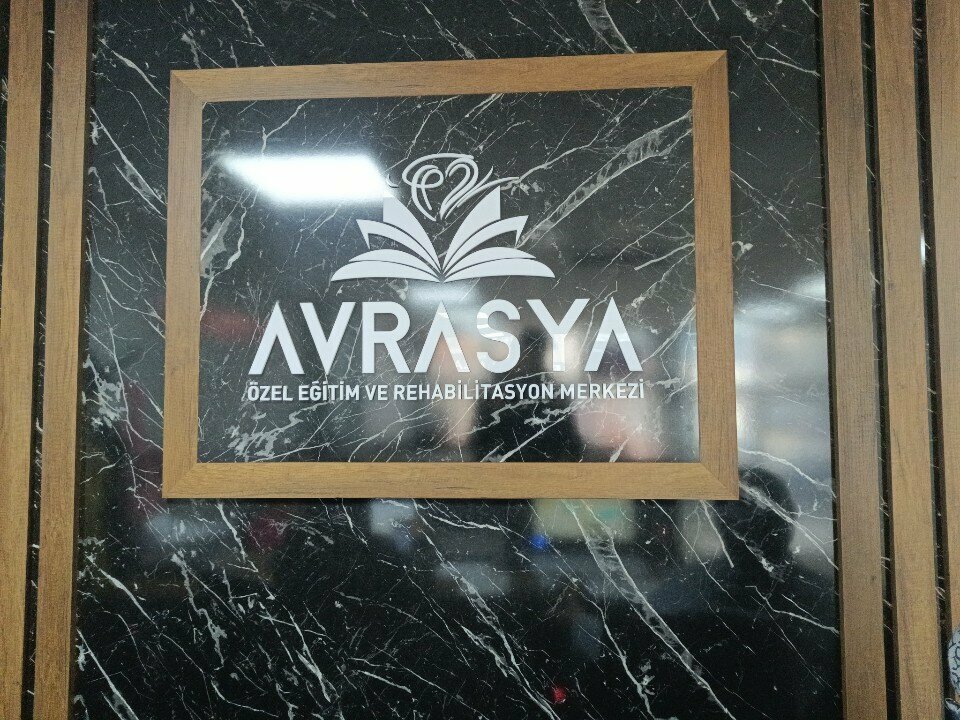 AVRASYA
ÖZEL EĞİTİM VE REHABİLİTASYON MERKEZİ